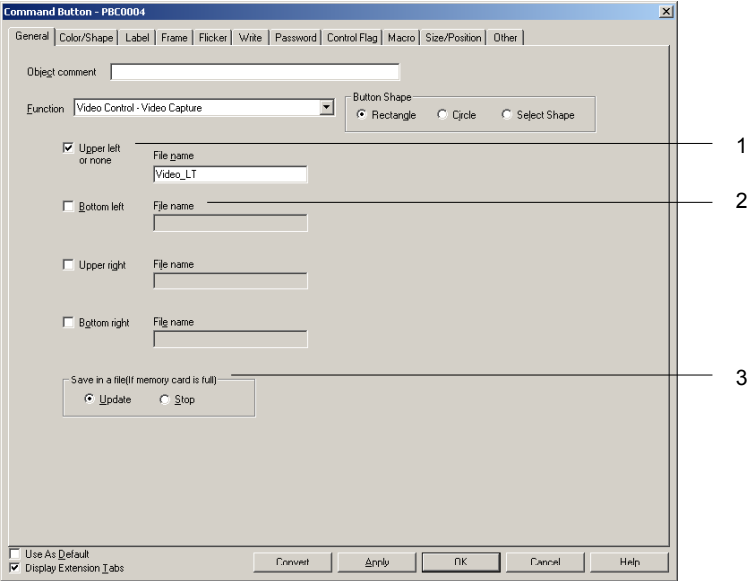 Command Button - PBC0004
General Color/Shape Label Frame Flicker Write Password Control Flag Macro Size/Position Other
Object comment
Button Shape
Function Video Control - Video Capture
Rectangle Circle Select Shape
Upper left or none
File name
Video_LT
1
Bottom left
File name
2
Upper right
File name
Bottom right
File name
Save in a file(If memory card is full)
3
Update Stop
Use As Default
Display Extension Tabs
Convert Apply OK Cancel Help